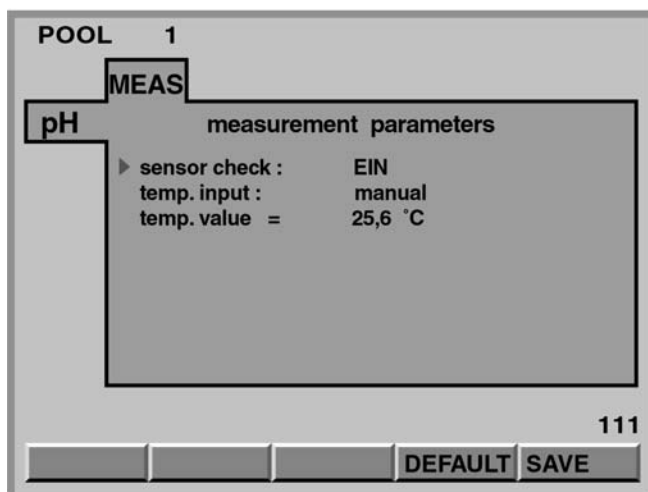 POOL 1
MEAS
pH measurement parameters
sensor check : EIN
temp. input : manual
temp. value = 25,6 °C
111
DEFAULT SAVE